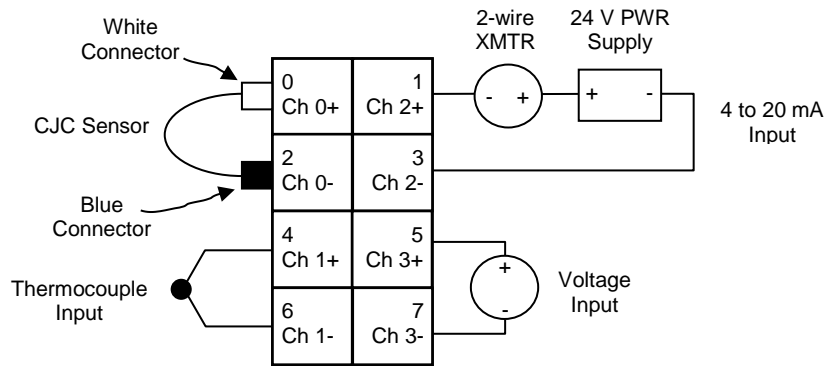 White
Connector
CJC Sensor
Blue
Connector
Thermocouple
Input
0
Ch 0+
1
Ch 2+
2
Ch 0-
3
Ch 2-
4
Ch 1+
5
Ch 3+
6
Ch 1-
7
Ch 3-
2-wire
XMTR
- +
24 V PWR
Supply
+ -
4 to 20 mA
Input
+
-
Voltage
Input